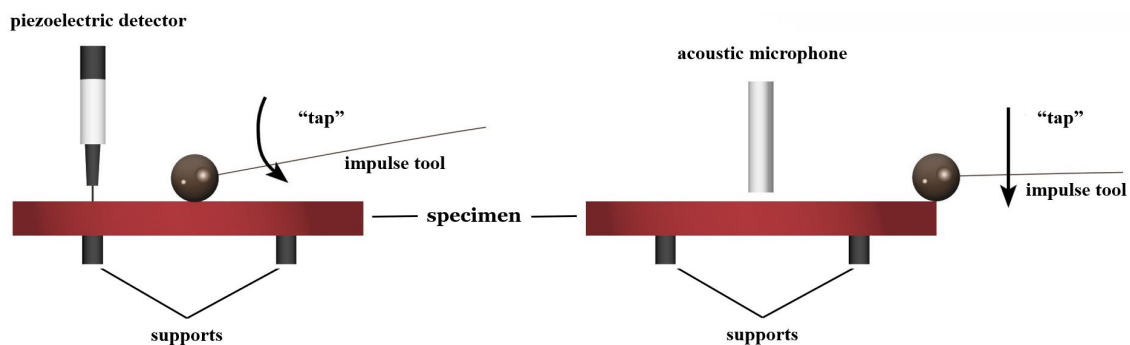 piezoelectric detector
“tap”
impulse tool
specimen
supports
acoustic microphone
“tap”
impulse tool
supports